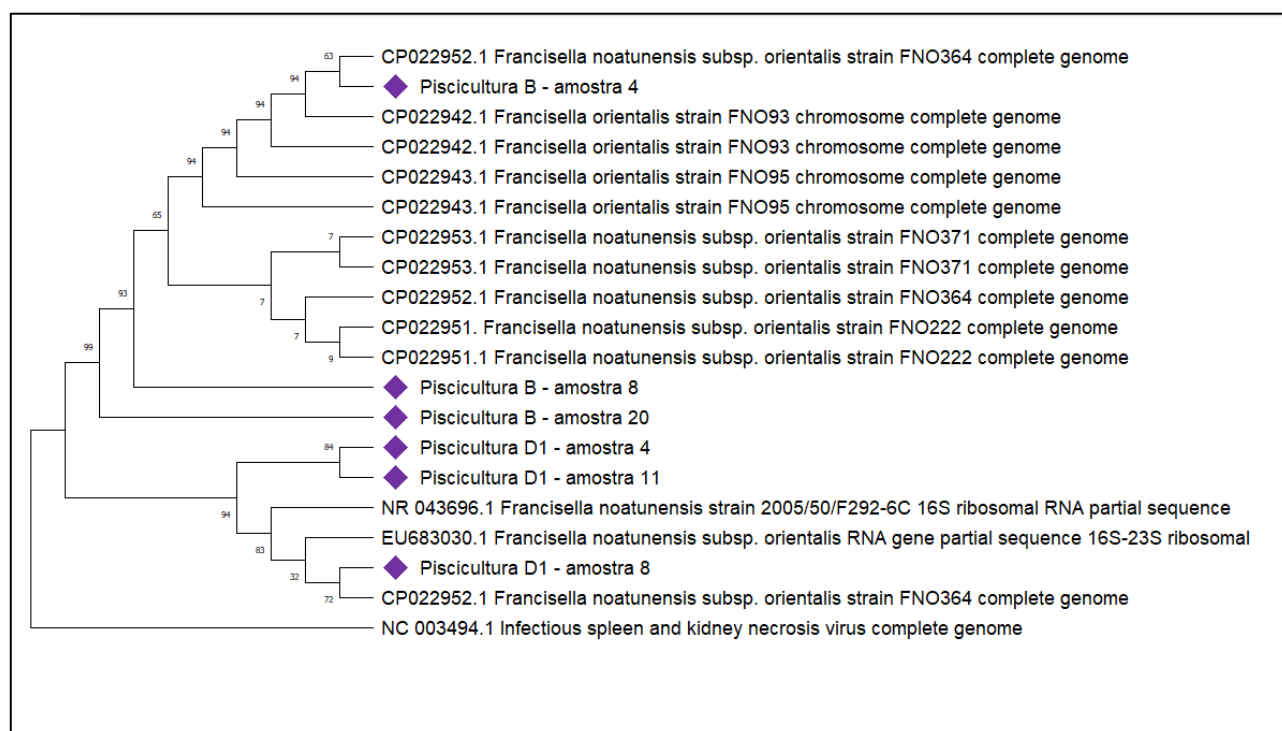 63
CP022952.1 Francisella noatunensis subsp. orientalis strain FNO364 complete genome
94
Piscicultura B - amostra 4
94
CP022942.1 Francisella orientalis strain FNO93 chromosome complete genome
94
CP022942.1 Francisella orientalis strain FNO93 chromosome complete genome
94
CP022943.1 Francisella orientalis strain FNO95 chromosome complete genome
CP022943.1 Francisella orientalis strain FNO95 chromosome complete genome
65
7
CP022953.1 Francisella noatunensis subsp. orientalis strain FNO371 complete genome
CP022953.1 Francisella noatunensis subsp. orientalis strain FNO371 complete genome
7
CP022952.1 Francisella noatunensis subsp. orientalis strain FNO364 complete genome
93
7
CP022951. Francisella noatunensis subsp. orientalis strain FNO222 complete genome
9
CP022951.1 Francisella noatunensis subsp. orientalis strain FNO222 complete genome
99
Piscicultura B - amostra 8
Piscicultura B - amostra 20
84
Piscicultura D1 - amostra 4
Piscicultura D1 - amostra 11
94
NR 043696.1 Francisella noatunensis strain 2005/50/F292-6C 16S ribosomal RNA partial sequence
83
EU683030.1 Francisella noatunensis subsp. orientalis RNA gene partial sequence 16S-23S ribosomal
32
Piscicultura D1 - amostra 8
72
CP022952.1 Francisella noatunensis subsp. orientalis strain FNO364 complete genome
NC 003494.1 Infectious spleen and kidney necrosis virus complete genome